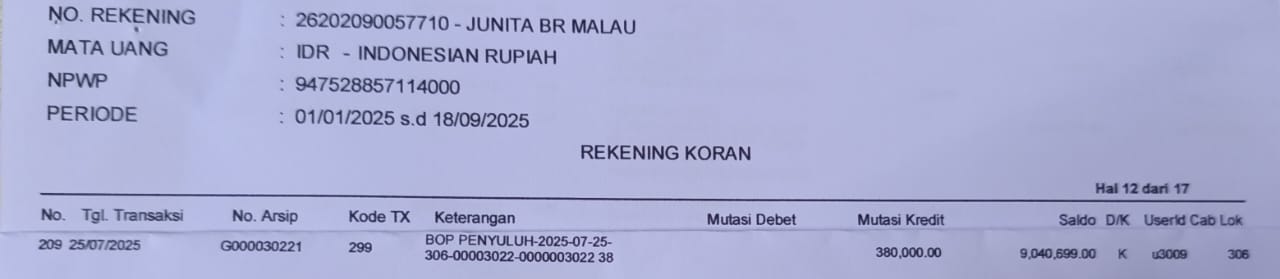 NO. REKENING : 26202090057710 - JUNITA BR MALAU
MATA UANG : IDR - INDONESIAN RUPIAH
NPWP : 947528857114000
PERIODE : 01/01/2025 s.d 18/09/2025
REKENING KORAN
Hal 12 dari 17
No. Tgl. Transaksi No. Arsip Kode TX Keterangan Mutasi Debet Mutasi Kredit Saldo D/K UserId Cab Lok
209 25/07/2025 G000030221 299 BOP PENYULUH-2025-07-25- 380,000.00 9,040,699.00 K u3009 306
306-00003022-0000003022 38